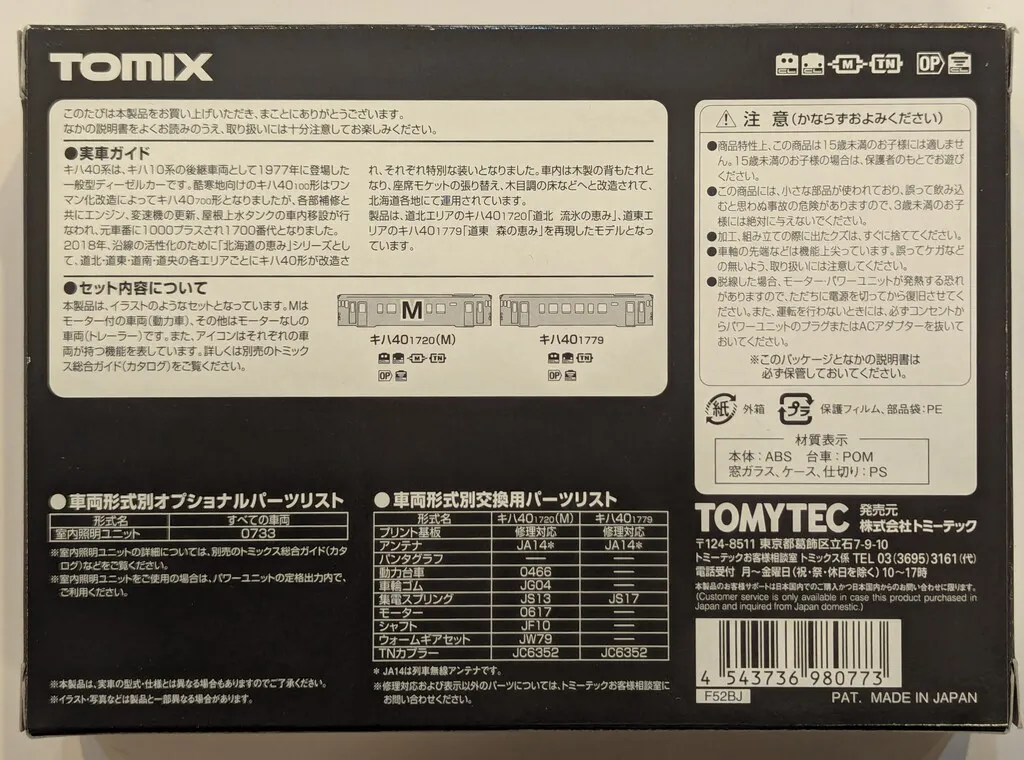 TOMIX
CL CL M TN OP CL
このたびは本製品をお買い上げいただき、まことにありがとうございます。
なかの説明書をよくお読みのうえ、取り扱いには十分注意してお楽しみください。
●実車ガイド
キハ40系は、キハ10系の後継車両として1977年に登場した
一般型ディーゼルカーです。酷寒地向けのキハ40100形はワン
マン化改造によってキハ40700形となりましたが、各部補修と
共にエンジン、変速機の更新、屋根上水タンクの車内移設が行
なわれ、元車番に1000プラスされ1700番代となりました。
2018年、沿線の活性化のために「北海道の恵み」シリーズとし
て、道北・道東・道南・道央の各エリアごとにキハ40形が改造さ
れ、それぞれ特別な装いとなりました。車内は木製の背もたれと
なり、座席モケットの張り替え、木目調の床などへと改造されて、
北海道各地にて運用されています。
製品は、道北エリアのキハ401720「道北 流氷の恵み」、道東エ
リアのキハ401779「道東 森の恵み」を再現したモデルとなっ
ています。
●セット内容について
本製品は、イラストのようなセットとなっています。Mは
モーター付の車両(動力車)、その他はモーターなしの
車両(トレーラー)です。また、アイコンはそれぞれの車
両が持つ機能を表しています。詳しくは別売のトミック
ス総合ガイド(カタログ)をご覧ください。
M
キハ401720(M)
M TN
OP
キハ401779
TN
OP
⚠ 注 意 (かならずおよみください)
●商品特性上、この商品は15歳未満のお子様には適しませ
ん。15歳未満のお子様の場合は、保護者のもとでお遊び
ください。
●この商品には、小さな部品が使われており、誤って飲み込
むと思わぬ事故の危険がありますので、3歳未満のお子
様には絶対に与えないでください。
●加工、組み立ての際に出たクズは、すぐに捨ててください。
●車軸の先端などは機能上尖っています。誤ってケガなど
の無いよう、取り扱いには注意してください。
●脱線した場合、モーター・パワーユニットが発熱する恐れ
がありますので、ただちに電源を切ってから復旧させてく
ださい。また、運転を行わないときには、必ずコンセントか
らパワーユニットのプラグまたはACアダプターを抜いて
おいてください。
※このパッケージとなかの説明書は
必ず保管しておいてください。
紙 外箱 プラ 保護フィルム、部品袋:PE
材質表示
本体:ABS 台車:POM
窓ガラス、ケース、仕切り:PS
●車両形式別オプショナルパーツリスト
形式名 すべての車両
室内照明ユニット 0733
※室内照明ユニットの詳細については、別売のトミックス総合ガイド(カタ
ログ)などをご覧ください。
※室内照明ユニットをご使用の場合は、パワーユニットの定格出力内で、
ご利用ください。
※本製品は、実車の型式・仕様とは異なる場合もありますのでご了承ください。
※イラスト・写真などは製品と一部異なる場合があります。
●車両形式別交換用パーツリスト
形式名 キハ401720(M) キハ401779
プリント基板 修理対応 修理対応
アンテナ JA14* JA14*
パンタグラフ — —
動力台車 0466 —
車輪ゴム JG04 —
集電スプリング JS13 JS17
モーター 0617 —
シャフト JF10 —
ウォームギアセット JW79 —
TNカプラー JC6352 JC6352
* JA14は列車無線アンテナです。
※修理対応および表示以外のパーツについては、トミーテックお客様相談室に
お問い合わせください。
TOMYTEC 発売元
株式会社トミーテック
〒124-8511 東京都葛飾区立石7-9-10
トミーテックお客様相談室 トミックス係 TEL 03(3695)3161(代)
電話受付 月〜金曜日(祝・祭・休日を除く) 10〜17時
本製品のお客様サポートは日本国内でのご購入かつ日本国内からのお問い合わせに限ります。
(Customer service is only available in case this product purchased in
Japan and inquired from Japan domestic.)
4 543736 980773
F52BJ
PAT. MADE IN JAPAN